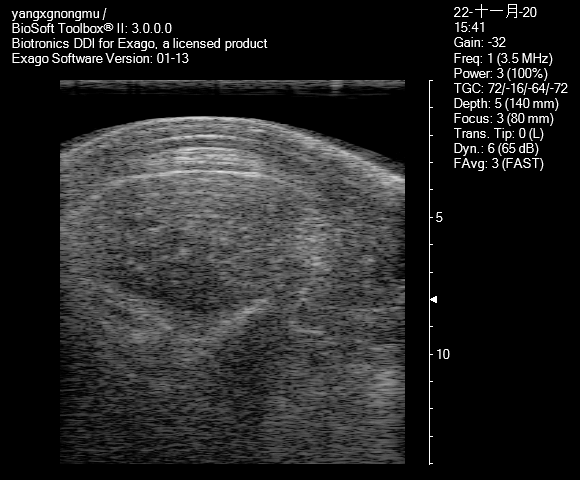 yangxgnongmu /
BioSoft Toolbox® II: 3.0.0.0
Biotronics DDI for Exago, a licensed product
Exago Software Version: 01-13
22-十一月-20
15:41
Gain: -32
Freq: 1 (3.5 MHz)
Power: 3 (100%)
TGC: 72/-16/-64/-72
Depth: 5 (140 mm)
Focus: 3 (80 mm)
Trans. Tip: 0 (L)
Dyn.: 6 (65 dB)
FAvg: 3 (FAST)
5
10